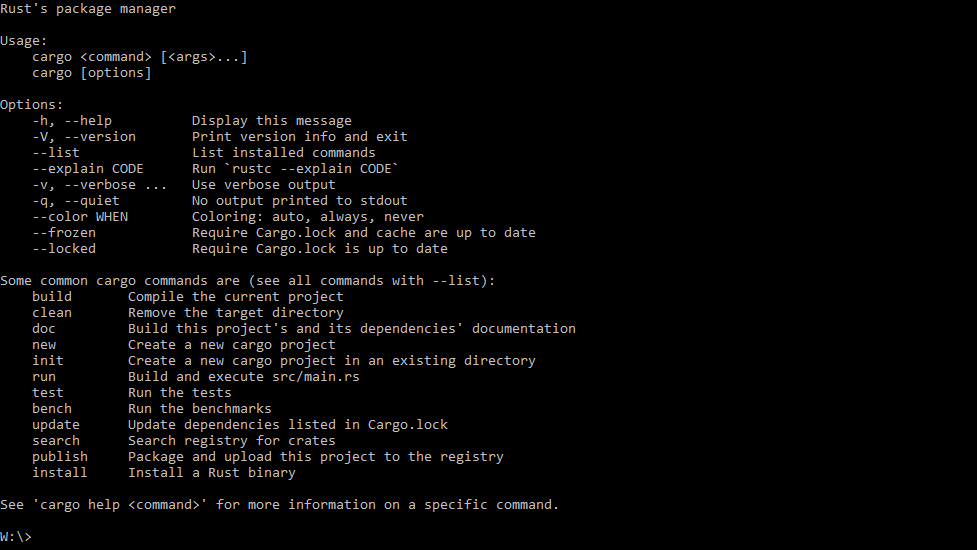 Rust's package manager

Usage:
    cargo <command> [<args>...]
    cargo [options]

Options:
    -h, --help          Display this message
    -V, --version       Print version info and exit
    --list              List installed commands
    --explain CODE      Run `rustc --explain CODE`
    -v, --verbose ...   Use verbose output
    -q, --quiet         No output printed to stdout
    --color WHEN        Coloring: auto, always, never
    --frozen            Require Cargo.lock and cache are up to date
    --locked            Require Cargo.lock is up to date

Some common cargo commands are (see all commands with --list):
    build       Compile the current project
    clean       Remove the target directory
    doc         Build this project's and its dependencies' documentation
    new         Create a new cargo project
    init        Create a new cargo project in an existing directory
    run         Build and execute src/main.rs
    test        Run the tests
    bench       Run the benchmarks
    update      Update dependencies listed in Cargo.lock
    search      Search registry for crates
    publish     Package and upload this project to the registry
    install     Install a Rust binary

See 'cargo help <command>' for more information on a specific command.

W:\>